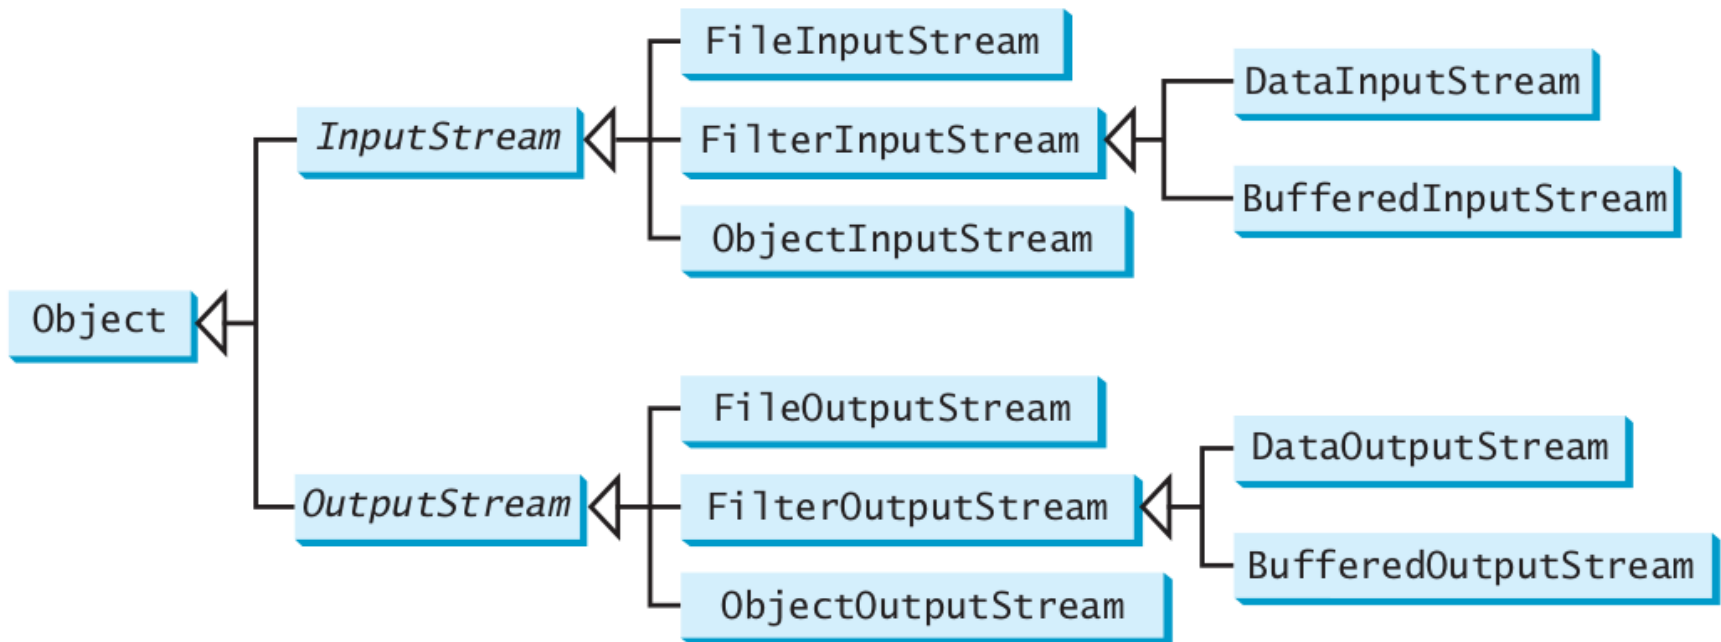 Object
InputStream
FileInputStream
FilterInputStream
ObjectInputStream
DataInputStream
BufferedInputStream
OutputStream
FileOutputStream
FilterOutputStream
ObjectOutputStream
DataOutputStream
BufferedOutputStream